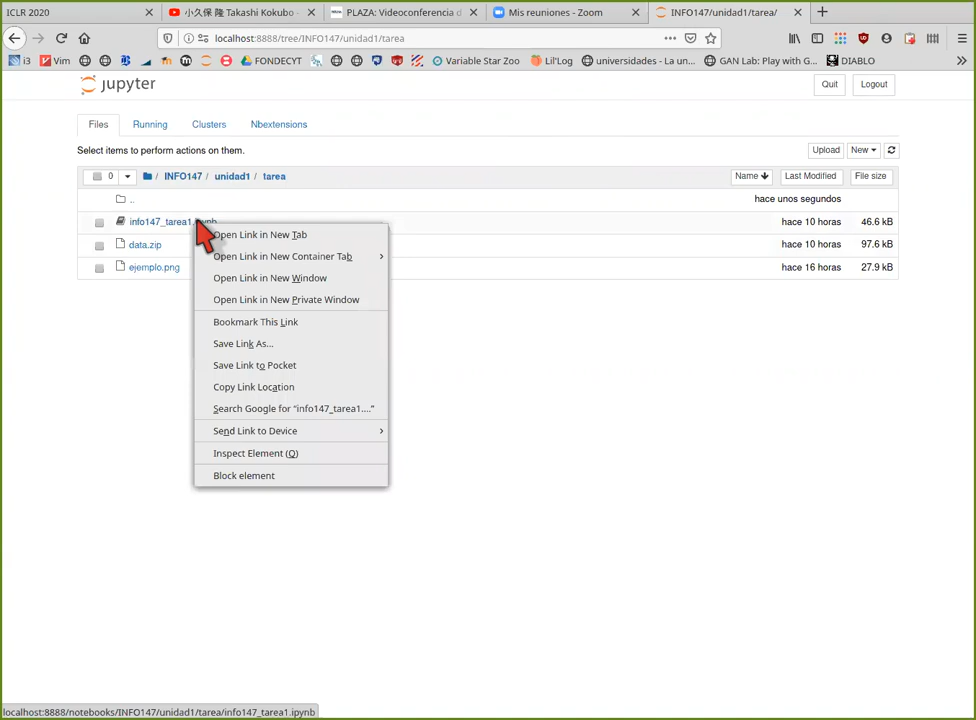 ICLR 2020
小久保 隆 Takashi Kokubo -
PLAZA: Videoconferencia d
Mis reuniones - Zoom
INFO147/unidad1/tarea/
localhost:8888/tree/INFO147/unidad1/tarea
i3
Vim
FONDECYT
Variable Star Zoo
Lil'Log
universidades - La un...
GAN Lab: Play with G...
DIABLO
jupyter
Quit
Logout
Files
Running
Clusters
Nbextensions
Select items to perform actions on them.
Upload
New
0
INFO147 / unidad1 / tarea
Name
Last Modified
File size
..
hace unos segundos
info147_tarea1.ipynb
hace 10 horas
46.6 kB
data.zip
hace 10 horas
97.6 kB
ejemplo.png
hace 16 horas
27.9 kB
Open Link in New Tab
Open Link in New Container Tab
Open Link in New Window
Open Link in New Private Window
Bookmark This Link
Save Link As...
Save Link to Pocket
Copy Link Location
Search Google for “info147_tarea1....”
Send Link to Device
Inspect Element (Q)
Block element
localhost:8888/notebooks/INFO147/unidad1/tarea/info147_tarea1.ipynb